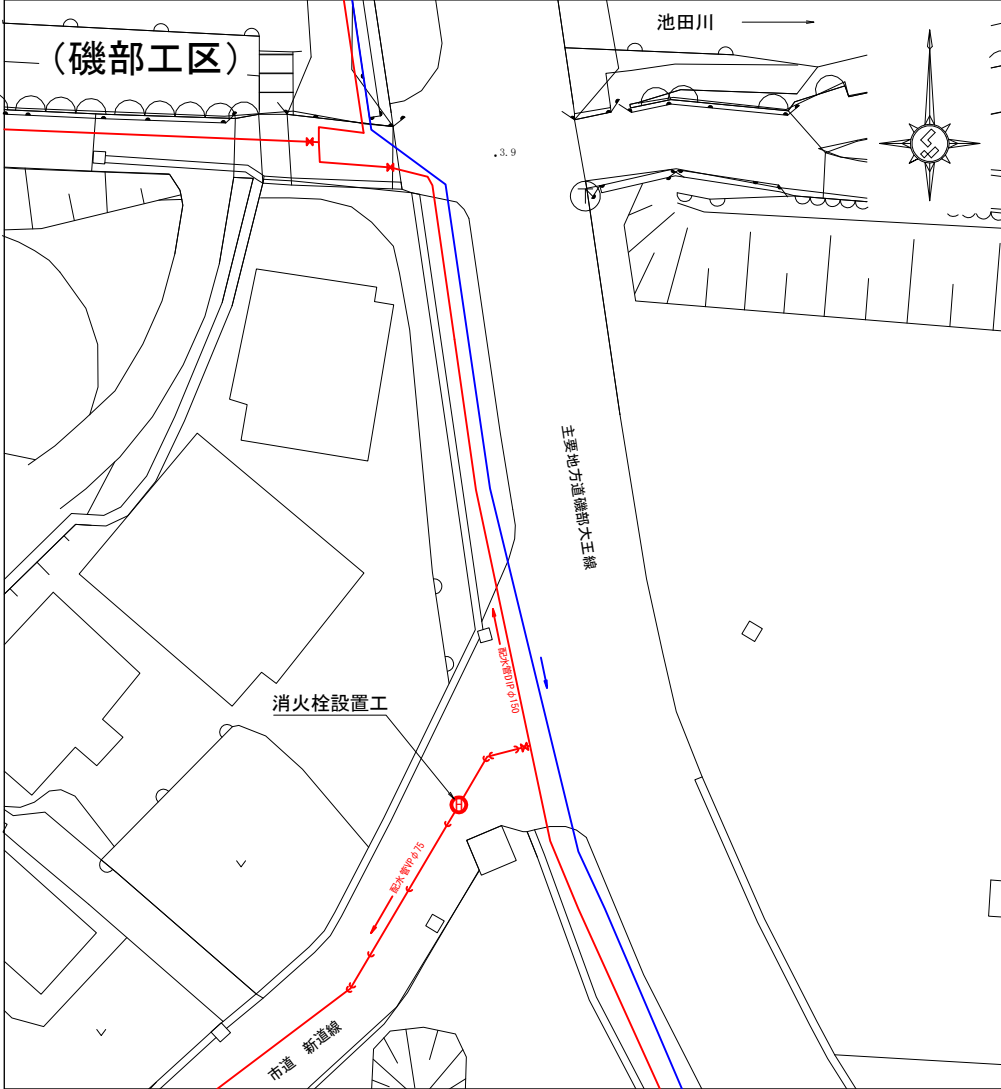 池田川
（磯部工区）
.3.9
主要地方道磯部大王線
配水管DIPφ150
消火栓設置工
H
配水管VPφ75
市道　新道線